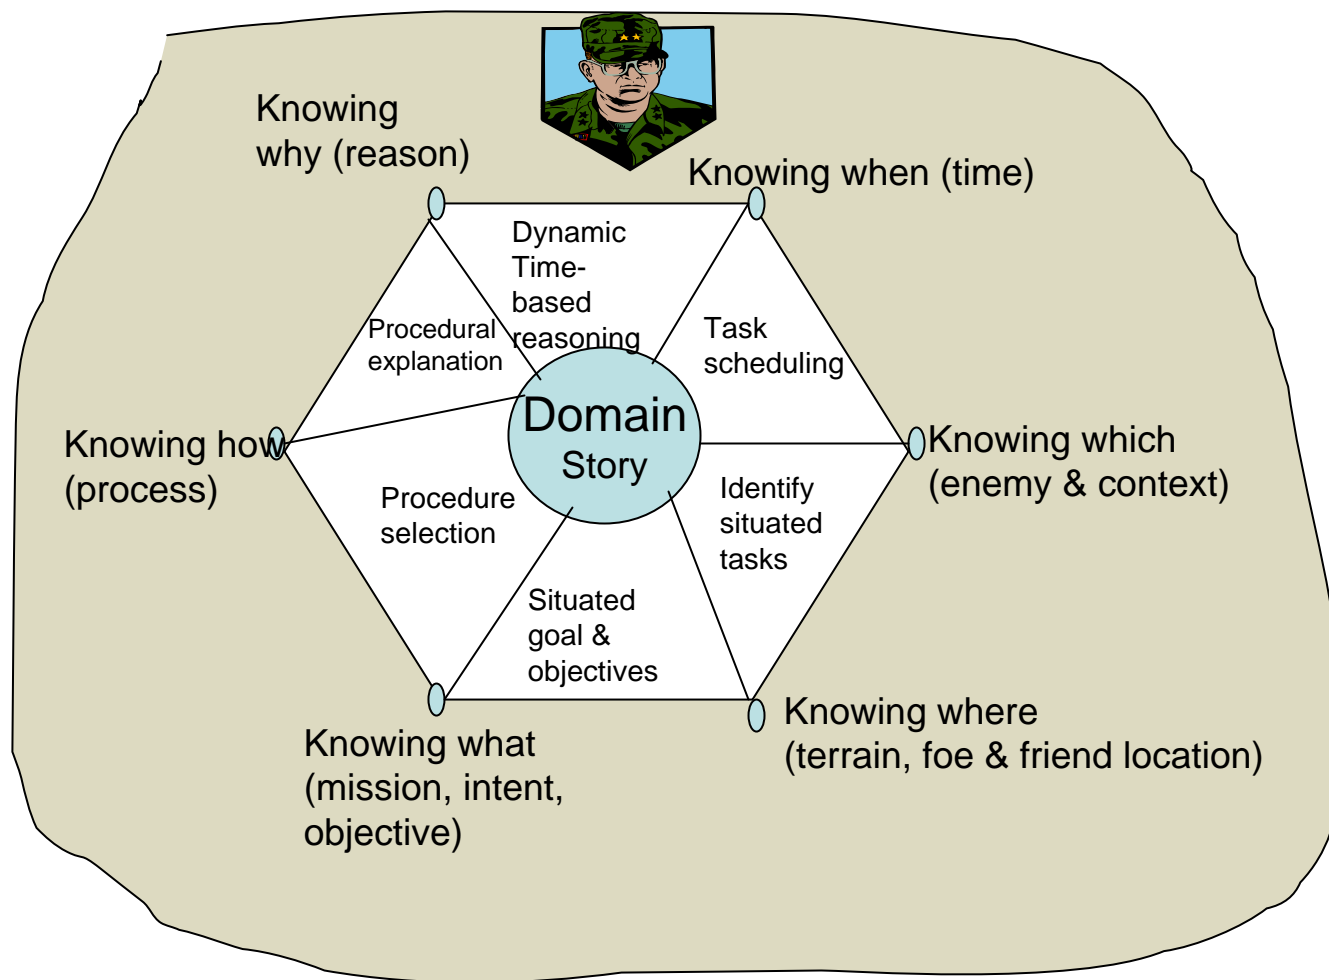 Knowing
why (reason)
Knowing when (time)
Dynamic
Time-
based
reasoning
Procedural
explanation
Task
scheduling
Domain
Story
Knowing how
(process)
Knowing which
(enemy & context)
Procedure
selection
Identify
situated
tasks
Situated
goal &
objectives
Knowing what
(mission, intent,
objective)
Knowing where
(terrain, foe & friend location)